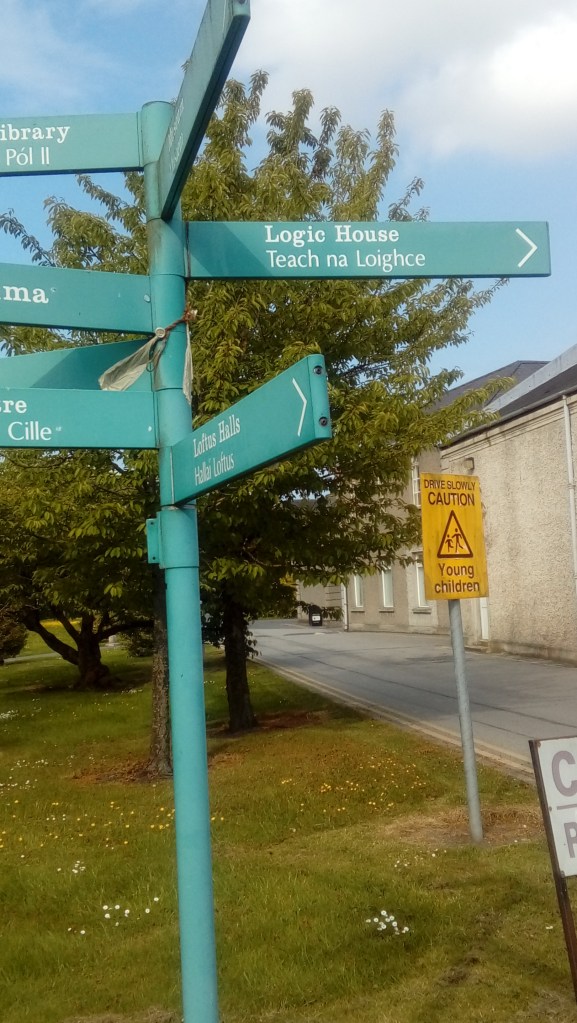 ibrary
Pól II
Logic House
Teach na Loighce
ma
re
Cille
Loftus Halls
Hallaí Loftus
DRIVE SLOWLY
CAUTION
Young
children
C